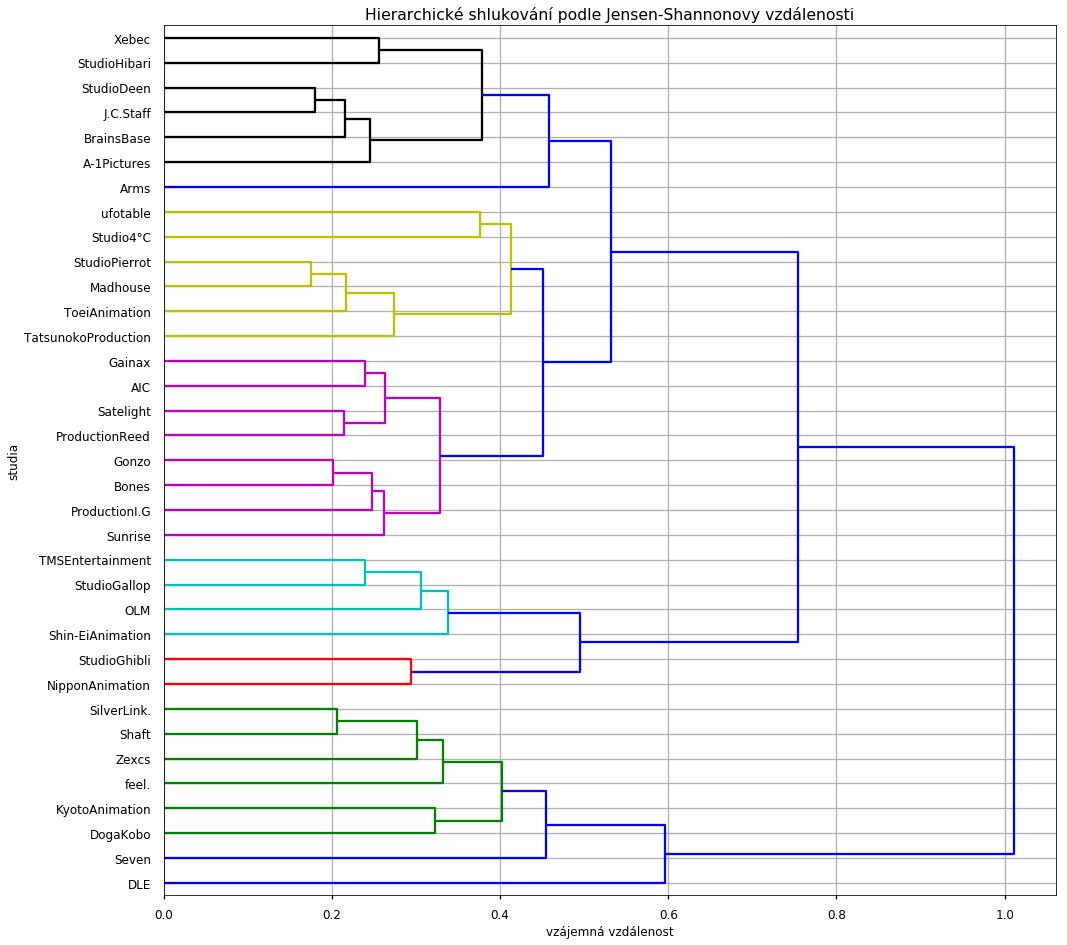 Hierarchické shlukování podle Jensen-Shannonovy vzdálenosti
Xebec
StudioHibari
StudioDeen
J.C.Staff
BrainsBase
A-1Pictures
Arms
ufotable
Studio4°C
StudioPierrot
Madhouse
ToeiAnimation
TatsunokoProduction
Gainax
AIC
Satelight
ProductionReed
Gonzo
Bones
ProductionI.G
Sunrise
TMSEntertainment
StudioGallop
OLM
Shin-EiAnimation
StudioGhibli
NipponAnimation
SilverLink.
Shaft
Zexcs
feel.
KyotoAnimation
DogaKobo
Seven
DLE
studia
0.0 0.2 0.4 0.6 0.8 1.0
vzájemná vzdálenost